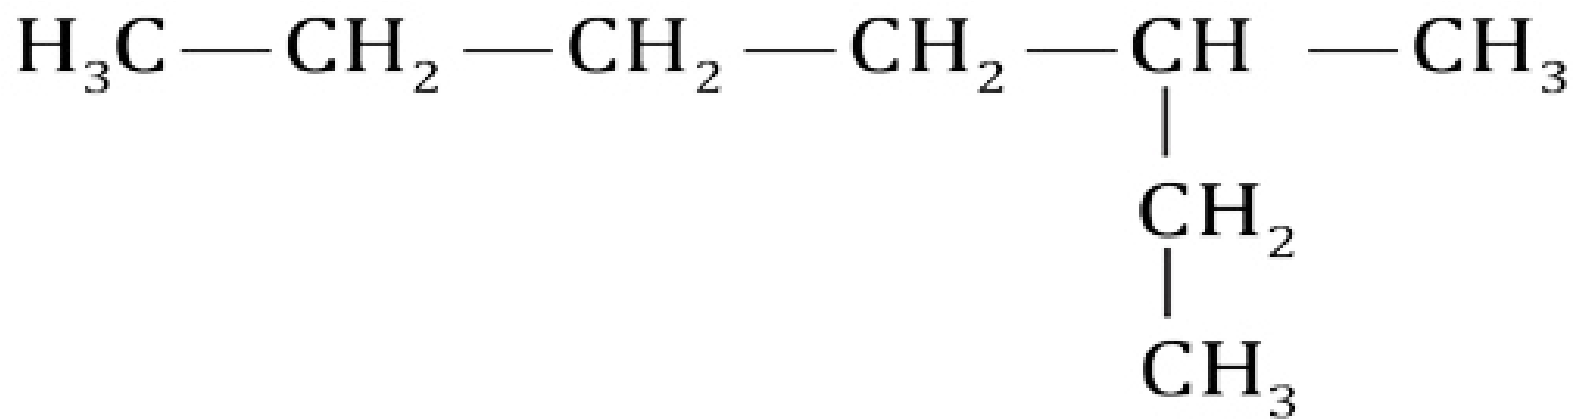 H₃C — CH₂ — CH₂ — CH₂ — CH — CH₃
|
CH₂
|
CH₃